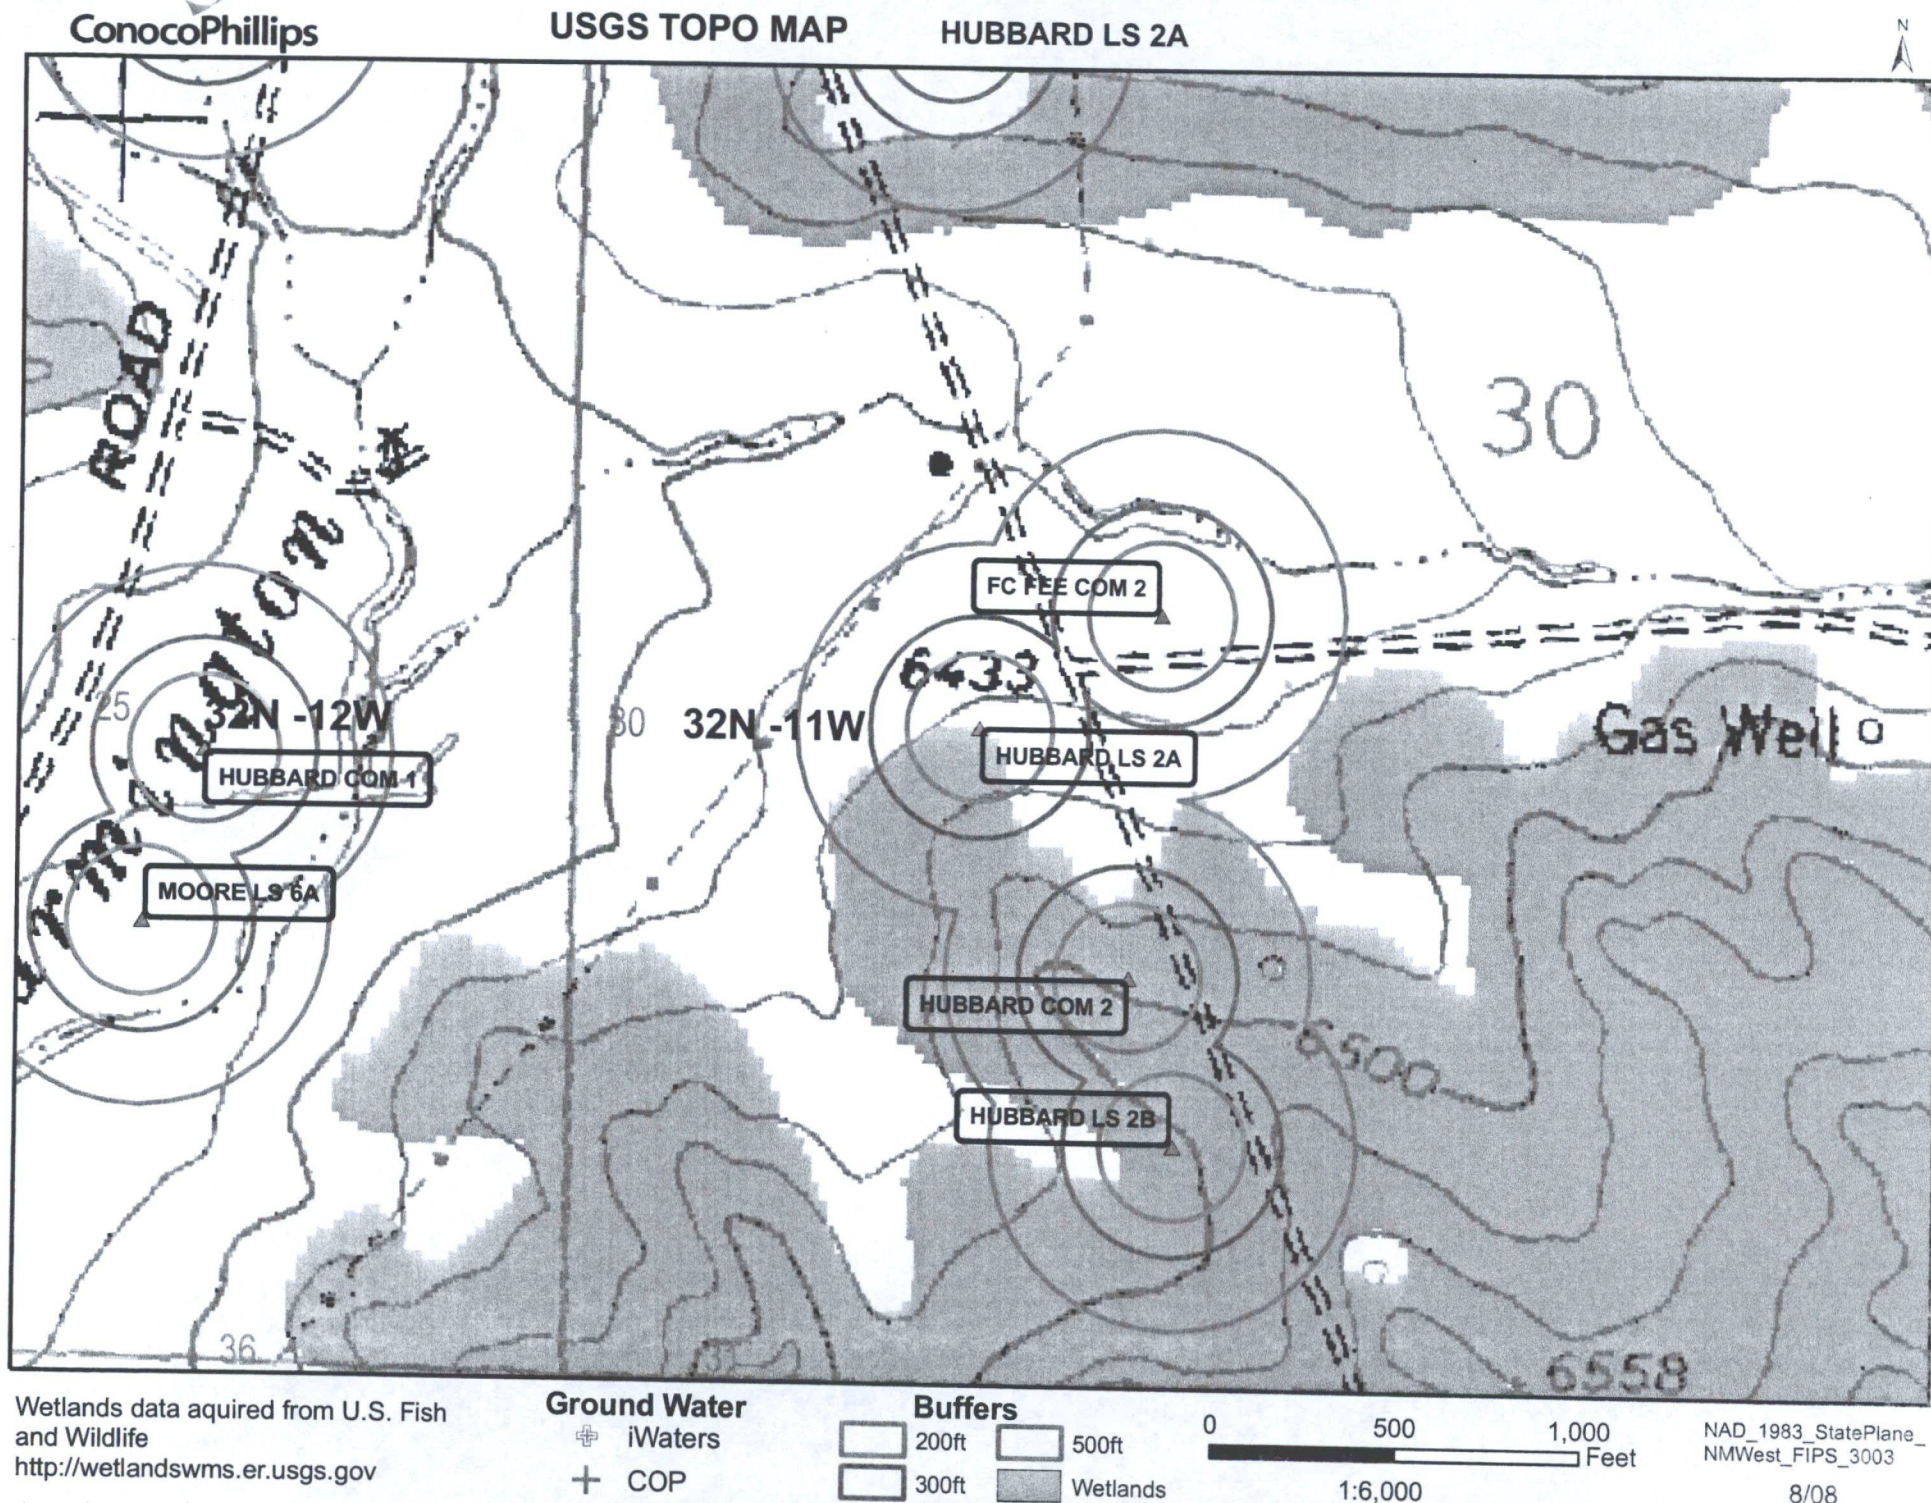 ConocoPhillips
USGS TOPO MAP
HUBBARD LS 2A
N
ROAD
30
FC FEE COM 2
6433
25
32N -12W
30
32N -11W
Gas Well
HUBBARD COM 1
HUBBARD LS 2A
MOORE LS 6A
HUBBARD COM 2
6500
HUBBARD LS 2B
36
31
6558
Wetlands data aquired from U.S. Fish
and Wildlife
http://wetlandswms.er.usgs.gov
Ground Water
iWaters
COP
Buffers
200ft
500ft
300ft
Wetlands
0 500 1,000
Feet
1:6,000
NAD_1983_StatePlane_
NMWest_FIPS_3003
8/08